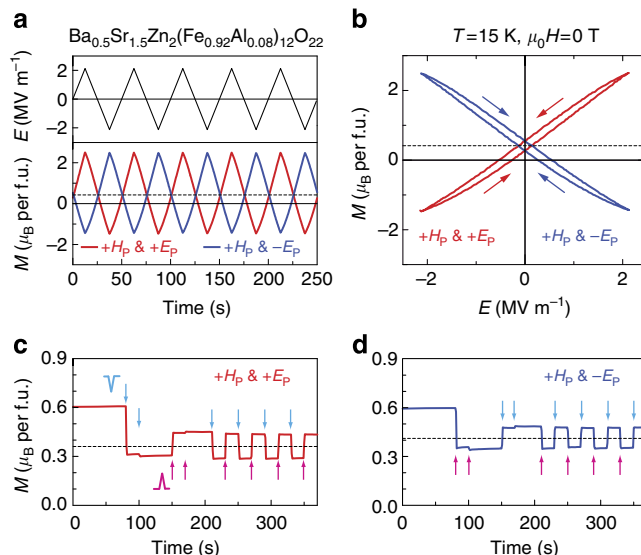 a
b
Ba0.5Sr1.5Zn2(Fe0.92Al0.08)12O22
T=15 K, μ0H=0 T
E (MV m−1)
2
0
−2
M (μB per f.u.)
2
0
−2
+HP & +EP
+HP & −EP
0 50 100 150 200 250
Time (s)
M (μB per f.u.)
2
0
−2
+HP & +EP
+HP & −EP
−2 0 2
E (MV m−1)
c
d
M (μB per f.u.)
0.9
0.6
0.3
0.0
+HP & +EP
0 100 200 300
Time (s)
M (μB per f.u.)
0.9
0.6
0.3
0.0
+HP & −EP
0 100 200 300
Time (s)